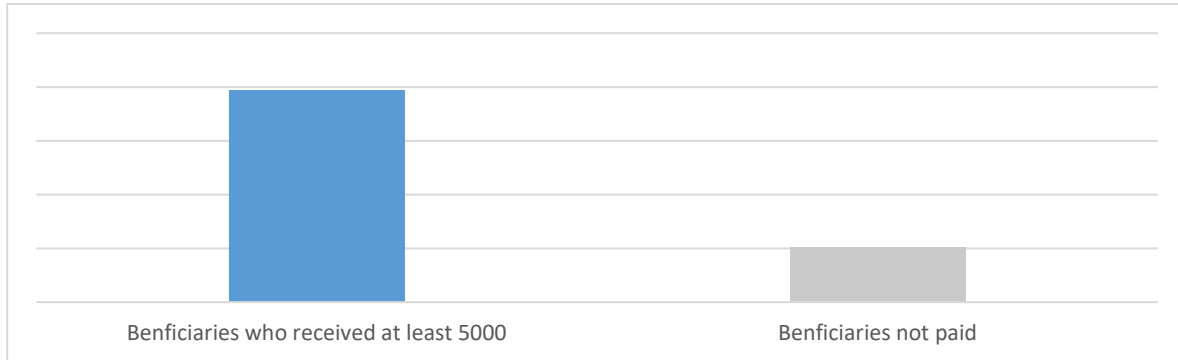 Benficiaries who received at least 5000
Benficiaries not paid